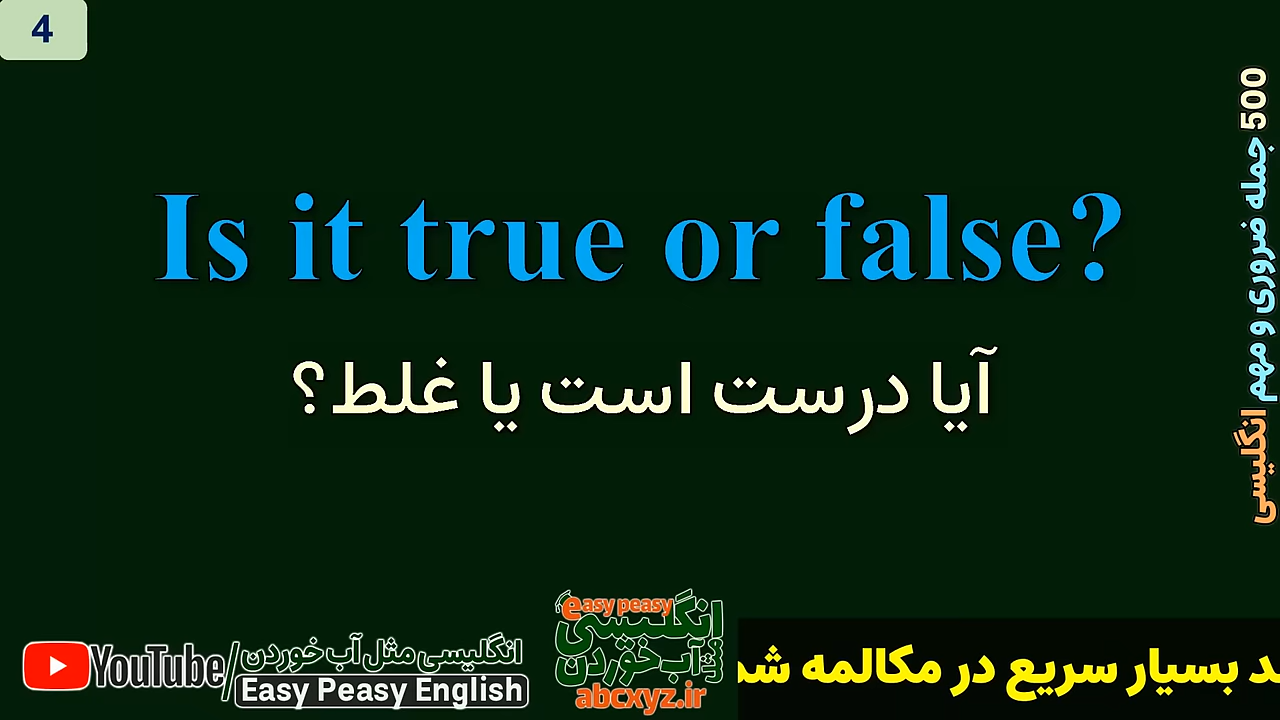 4
Is it true or false?
آیا درست است یا غلط؟
500 جمله ضروری و مهم انگلیسی
YouTube/
انگلیسی مثل آب خوردن
Easy Peasy English
easy peasy
انگلیسی
آب خوردن
abcxyz.ir
بسیار سریع در مکالمه